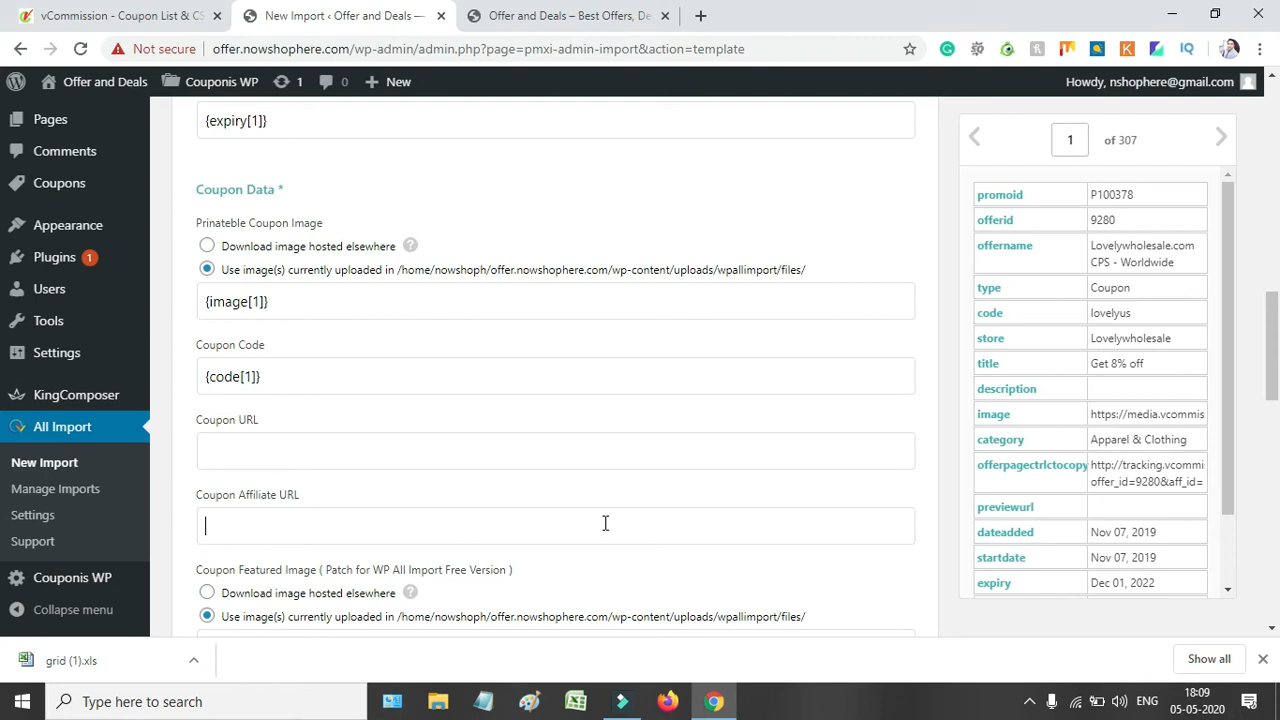 vCommission - Coupon List & CS
New Import ‹ Offer and Deals —
Offer and Deals – Best Offers, De
Not secure
offer.nowshophere.com/wp-admin/admin.php?page=pmxi-admin-import&action=template
Offer and Deals
Couponis WP
1
0
New
Howdy, nshophere@gmail.com
Pages
Comments
Coupons
Appearance
Plugins 1
Users
Tools
Settings
KingComposer
All Import
New Import
Manage Imports
Settings
Support
Couponis WP
Collapse menu
{expiry[1]}
Coupon Data *
Prinatable Coupon Image
Download image hosted elsewhere ?
Use image(s) currently uploaded in /home/nowshoph/offer.nowshophere.com/wp-content/uploads/wpallimport/files/
{image[1]}
Coupon Code
{code[1]}
Coupon URL
Coupon Affiliate URL
Coupon Featured Image ( Patch for WP All Import Free Version )
Download image hosted elsewhere ?
Use image(s) currently uploaded in /home/nowshoph/offer.nowshophere.com/wp-content/uploads/wpallimport/files/
1 of 307
promoid P100378
offerid 9280
offername Lovelywholesale.com
CPS - Worldwide
type Coupon
code lovelyus
store Lovelywholesale
title Get 8% off
description
image https://media.vcommis
category Apparel & Clothing
offerpagectrlctocopy http://tracking.vcommi
offer_id=9280&aff_id=
previewurl
dateadded Nov 07, 2019
startdate Nov 07, 2019
expiry Dec 01, 2022
grid (1).xls
Show all
Type here to search
ENG
18:09
05-05-2020